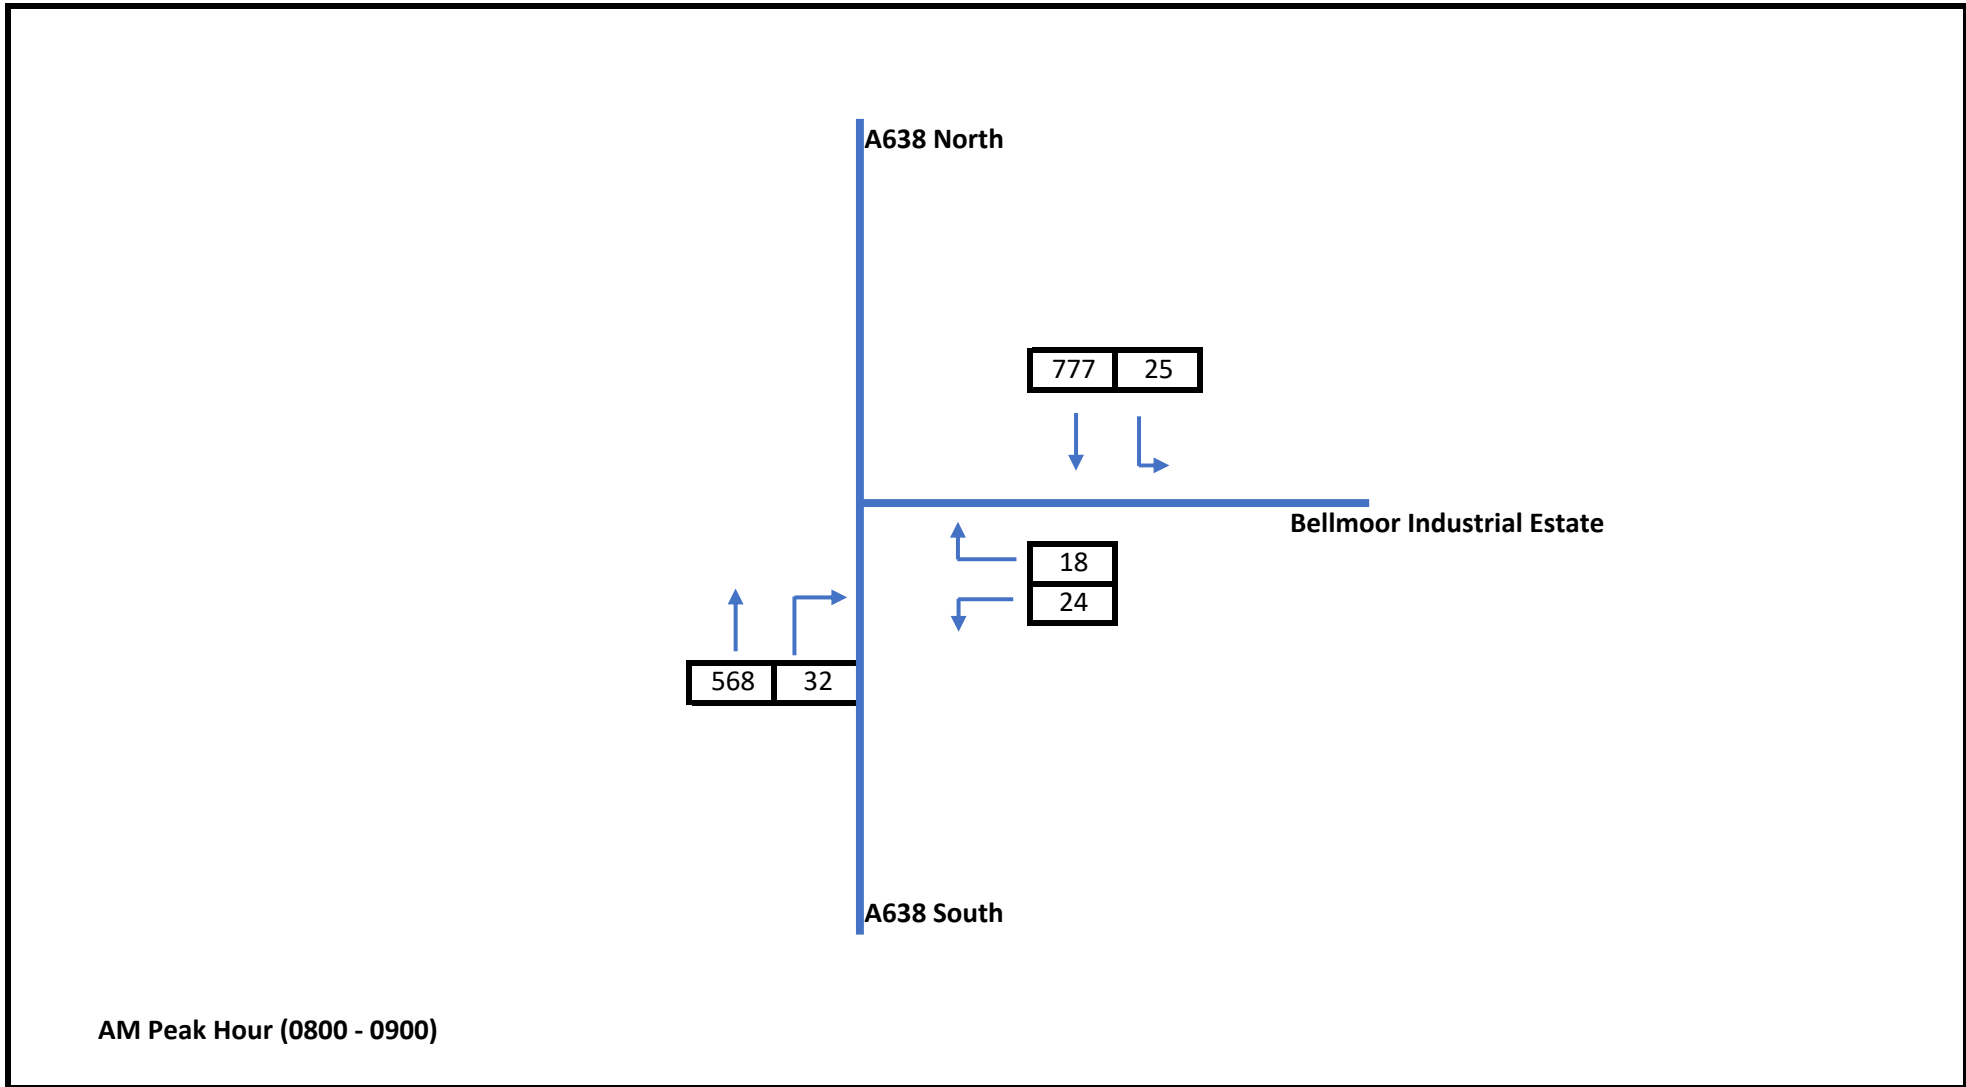 A638 North
777 25
Bellmoor Industrial Estate
18
24
568 32
A638 South
AM Peak Hour (0800 - 0900)